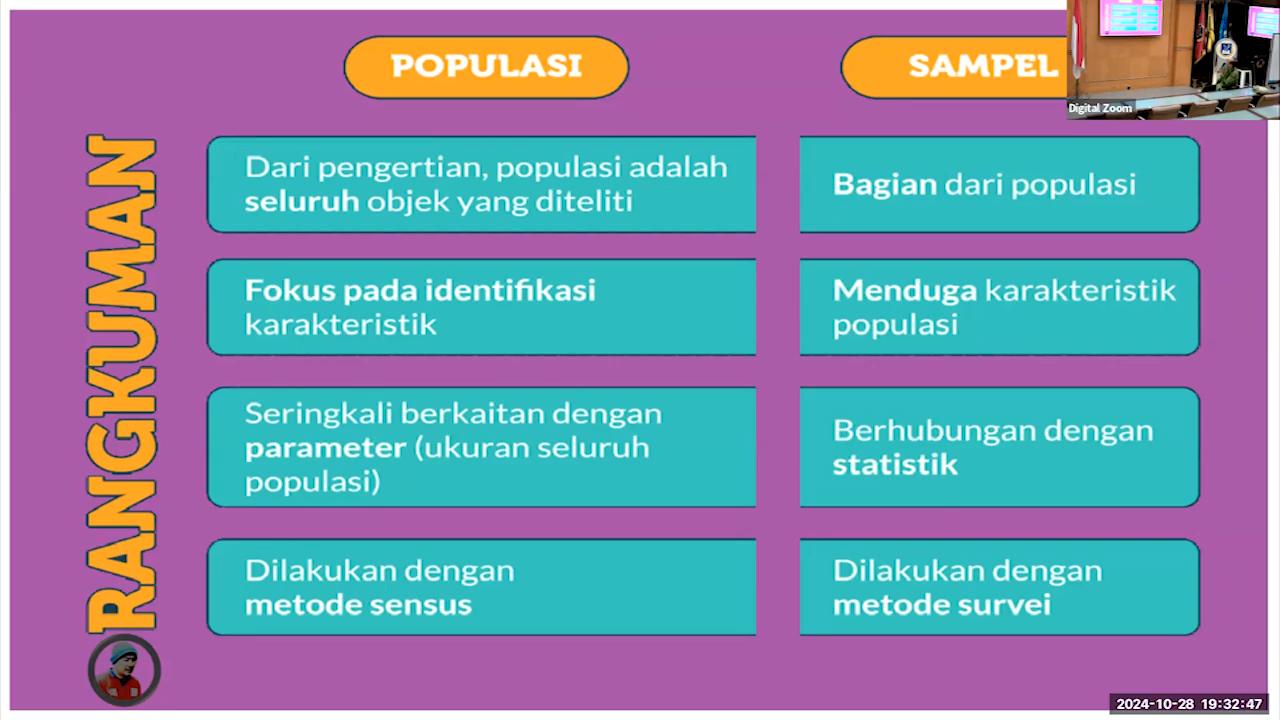 POPULASI
SAMPEL
Digital Zoom
RANGKUMAN
Dari pengertian, populasi adalah
seluruh objek yang diteliti
Bagian dari populasi
Fokus pada identifikasi
karakteristik
Menduga karakteristik
populasi
Seringkali berkaitan dengan
parameter (ukuran seluruh
populasi)
Berhubungan dengan
statistik
Dilakukan dengan
metode sensus
Dilakukan dengan
metode survei
2024-10-28 19:32:47